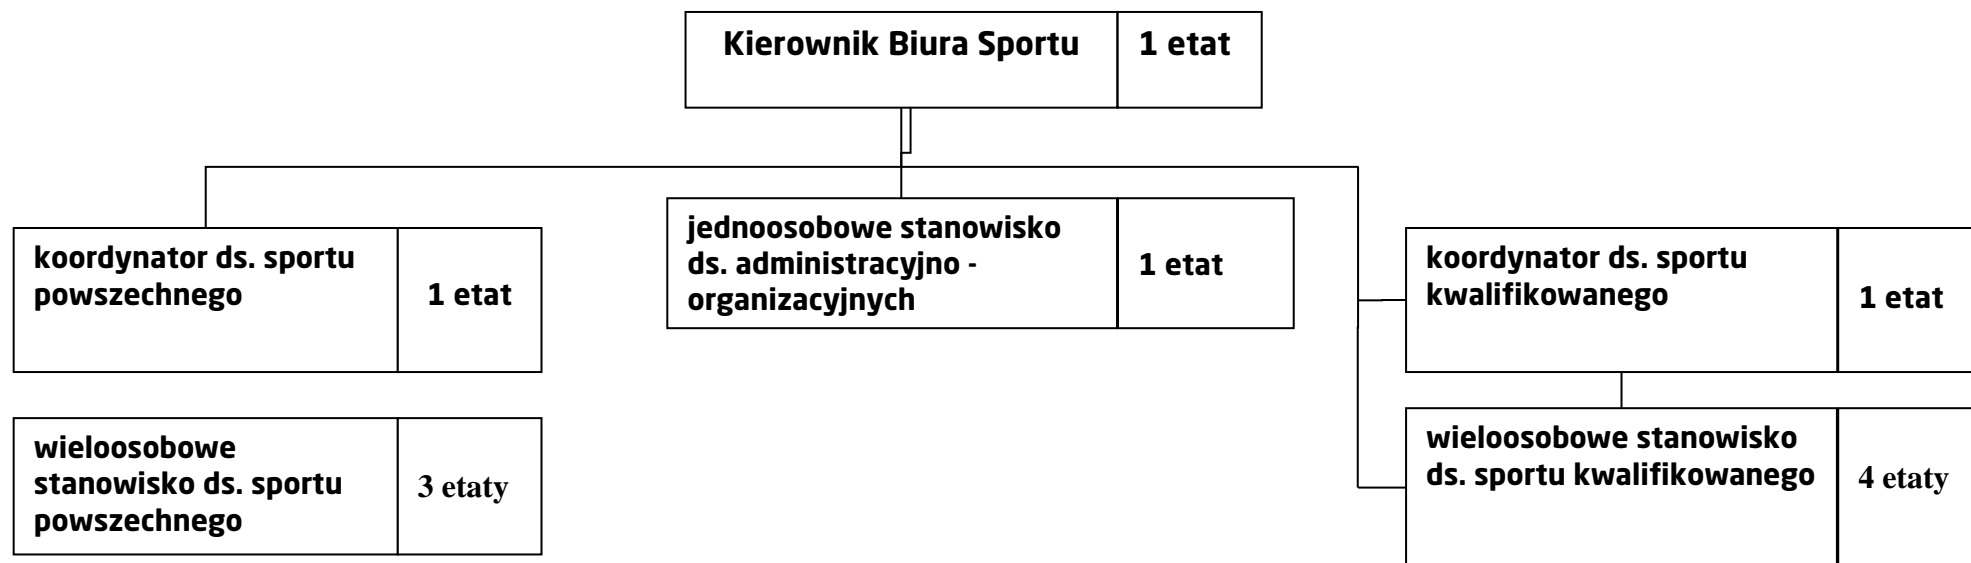 Kierownik Biura Sportu
1 etat
koordynator ds. sportu
powszechnego
1 etat
jednoosobowe stanowisko
ds. administracyjno -
organizacyjnych
1 etat
koordynator ds. sportu
kwalifikowanego
1 etat
wieloosobowe
stanowisko ds. sportu
powszechnego
3 etaty
wieloosobowe stanowisko
ds. sportu kwalifikowanego
4 etaty